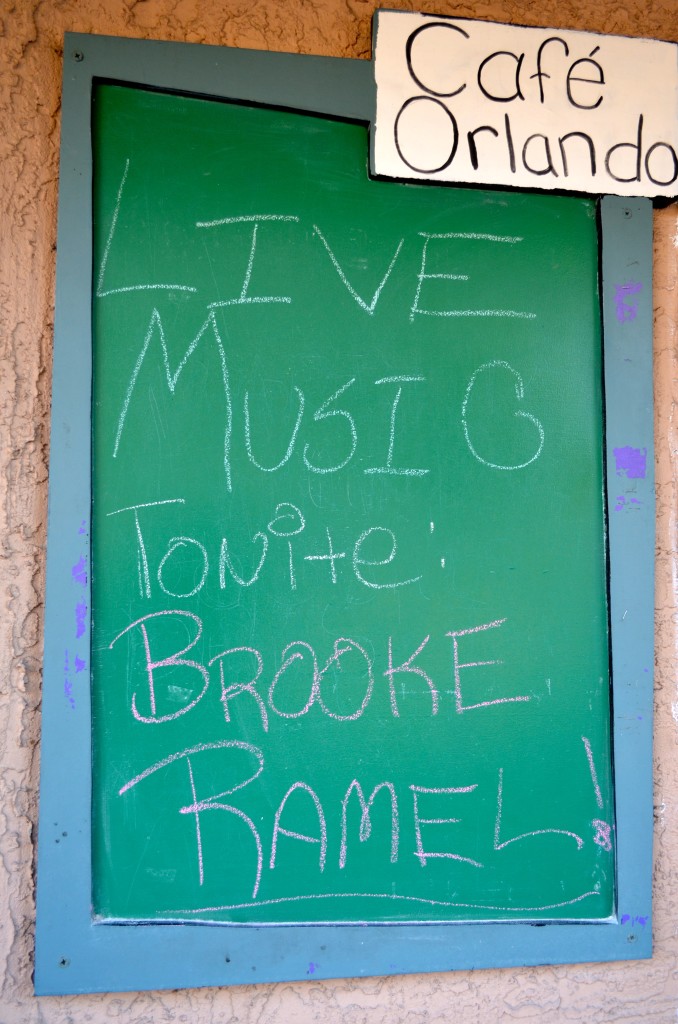 Café
Orlando
LIVE
MUSIC
TONITE:
BROOKE
RAMEL!